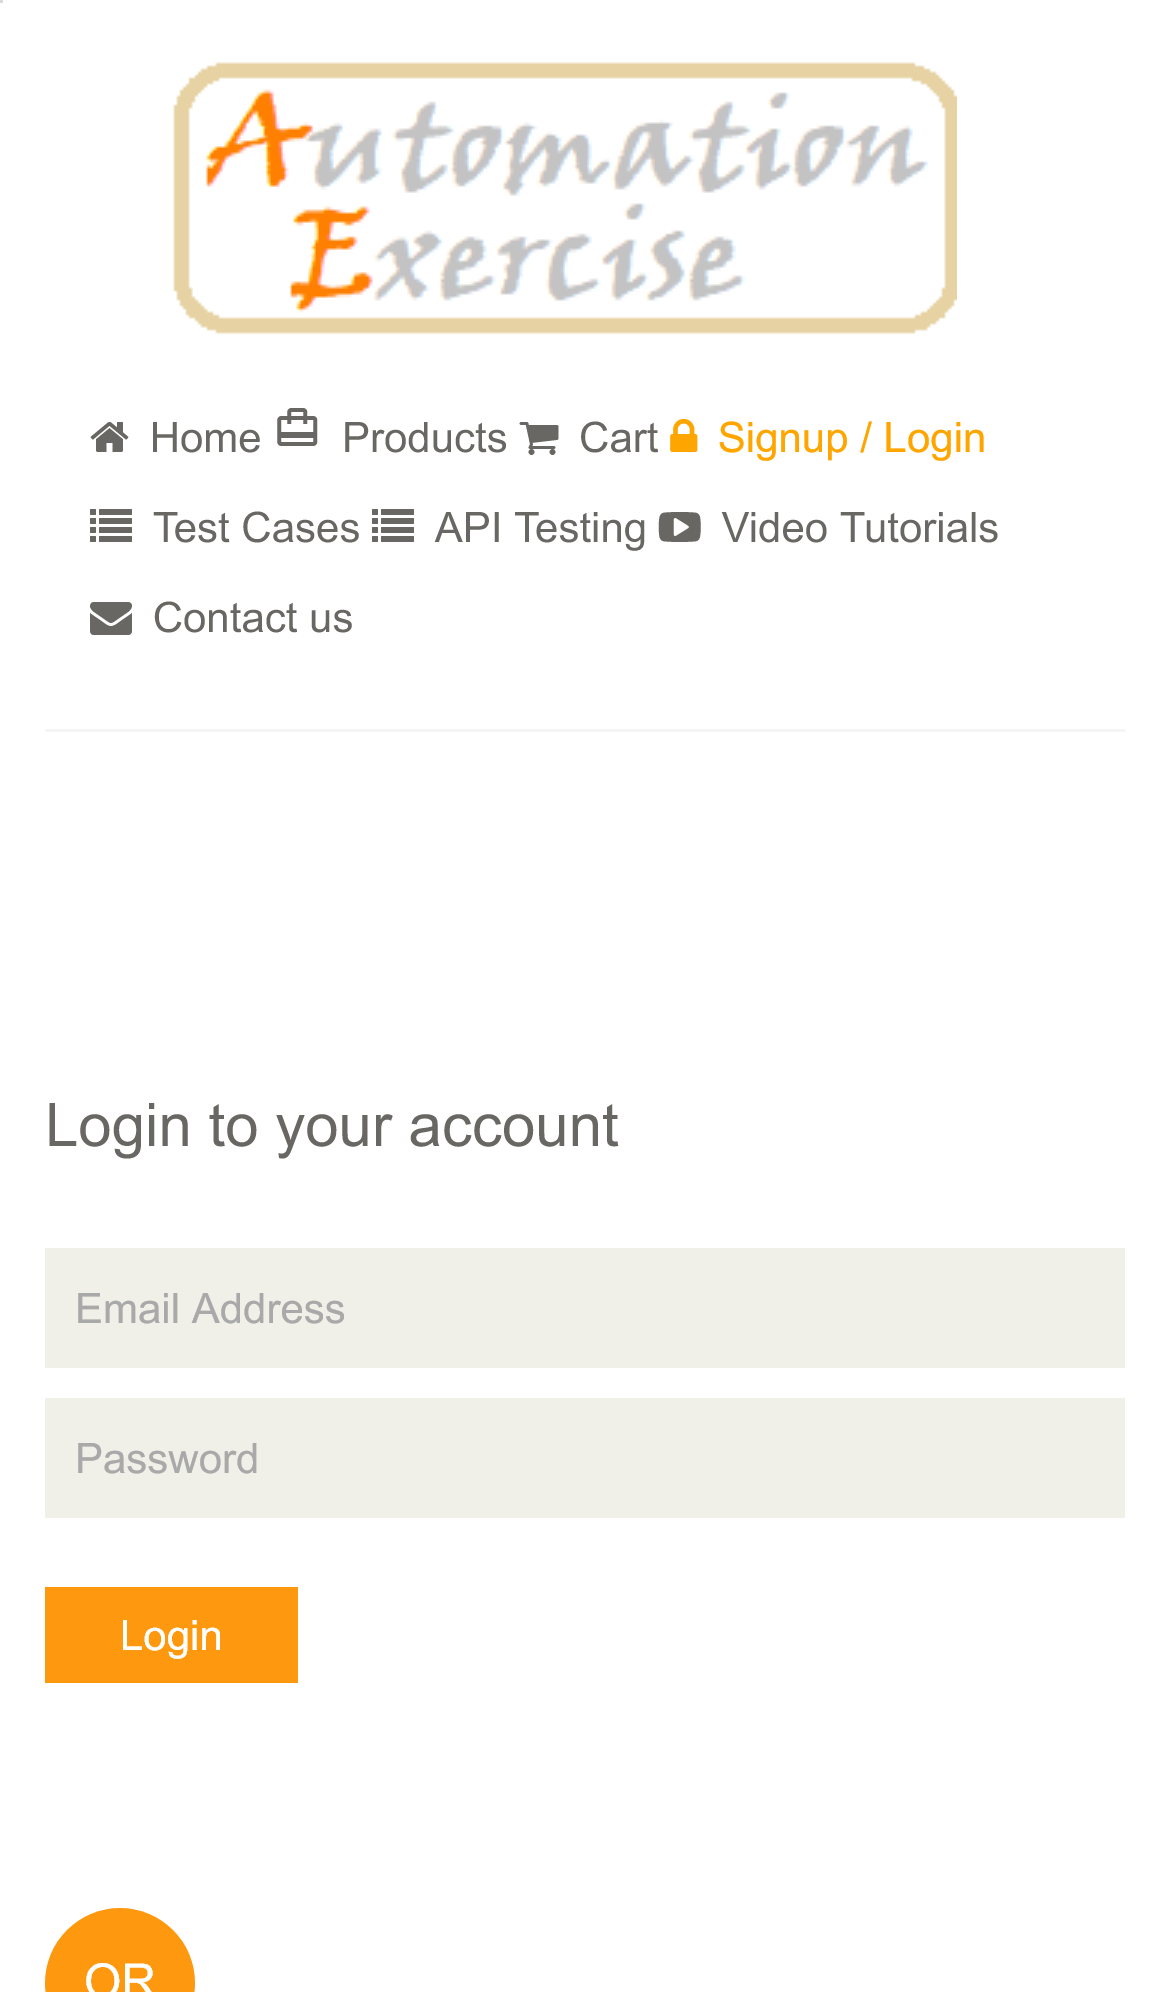 Automation
Exercise
Home Products Cart Signup / Login
Test Cases API Testing Video Tutorials
Contact us
Login to your account
Email Address
Password
Login
OR